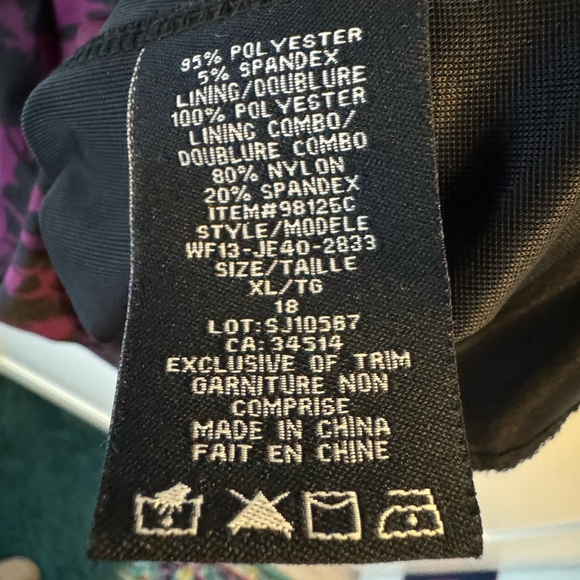 95% POLYESTER
5% SPANDEX
LINING/DOUBLURE
100% POLYESTER
LINING COMBO/
DOUBLURE COMBO
80% NYLON
20% SPANDEX
ITEM#98126C
STYLE/MODELE
WF13-JE40-2833
SIZE/TAILLE
XL/TG
18
LOT:SJ10567
CA: 34514
EXCLUSIVE OF TRIM
GARNITURE NON
COMPRISE
MADE IN CHINA
FAIT EN CHINE